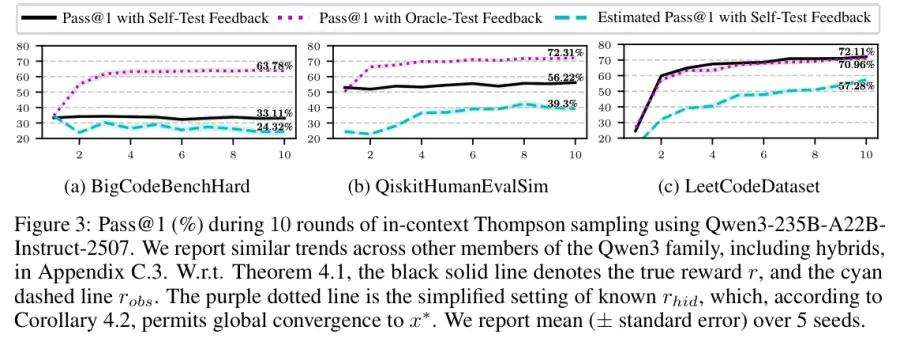 Pass@1 with Self-Test Feedback Pass@1 with Oracle-Test Feedback Estimated Pass@1 with Self-Test Feedback
80
70
60
50
40
30
20
63.78%
33.11%
24.32%
2 4 6 8 10
(a) BigCodeBenchHard
80
70
60
50
40
30
20
72.31%
56.22%
39.3%
2 4 6 8 10
(b) QiskitHumanEvalSim
80
70
60
50
40
30
20
72.11%
70.96%
57.28%
2 4 6 8 10
(c) LeetCodeDataset
Figure 3: Pass@1 (%) during 10 rounds of in-context Thompson sampling using Qwen3-235B-A22B-
Instruct-2507. We report similar trends across other members of the Qwen3 family, including hybrids,
in Appendix C.3. W.r.t. Theorem 4.1, the black solid line denotes the true reward r, and the cyan
dashed line r_obs. The purple dotted line is the simplified setting of known r_hid, which, according to
Corollary 4.2, permits global convergence to x*. We report mean (± standard error) over 5 seeds.